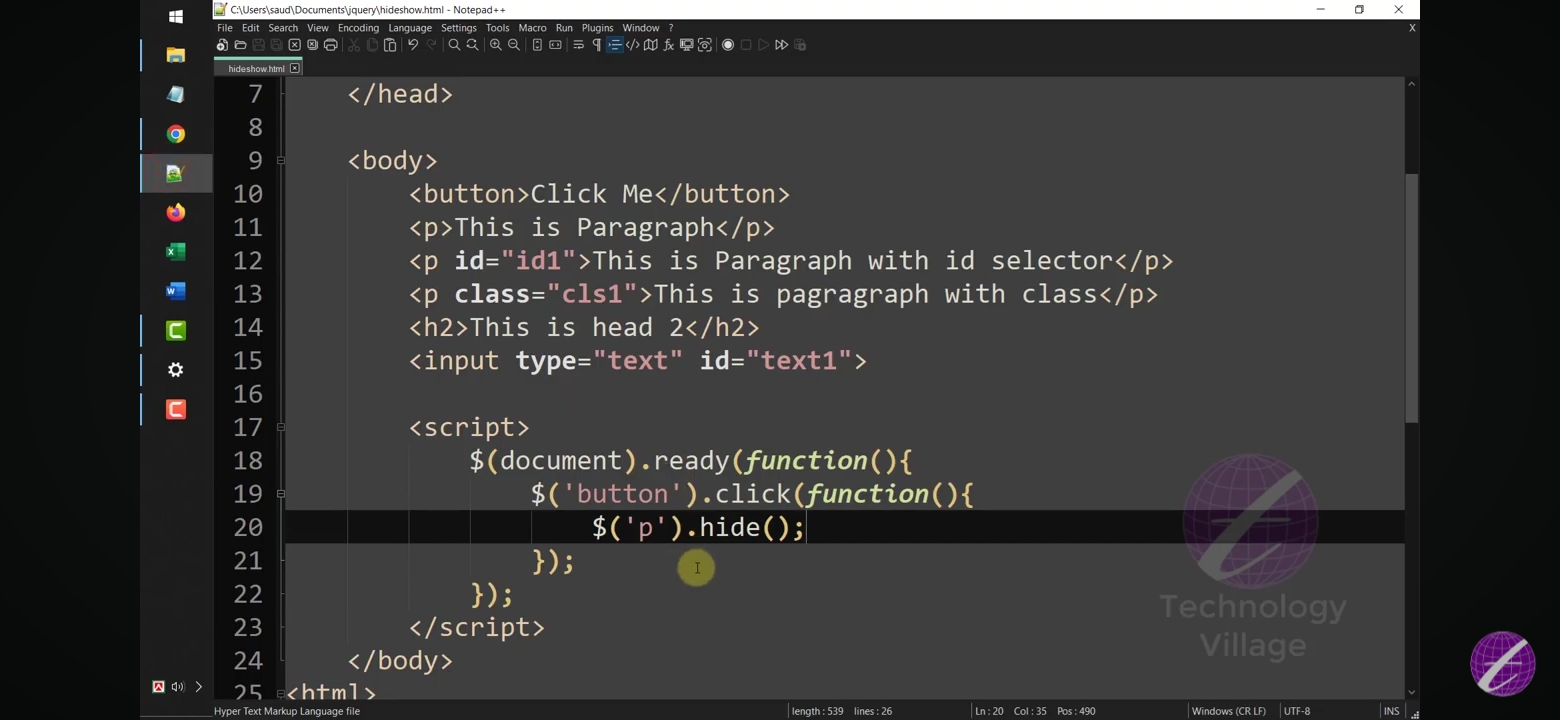 C:\Users\saud\Documents\jquery\hideshow.html - Notepad++
File Edit Search View Encoding Language Settings Tools Macro Run Plugins Window ? X
hideshow.html
7 </head>
8
9 <body>
10 <button>Click Me</button>
11 <p>This is Paragraph</p>
12 <p id="id1">This is Paragraph with id selector</p>
13 <p class="cls1">This is pagragraph with class</p>
14 <h2>This is head 2</h2>
15 <input type="text" id="text1">
16
17 <script>
18 $(document).ready(function(){
19 $('button').click(function(){
20 $('p').hide();
21 });
22 });
23 </script>
24 </body>
25 <html>
Technology
Village
Hyper Text Markup Language file length : 539 lines : 26 Ln : 20 Col : 35 Pos : 490 Windows (CR LF) UTF-8 INS